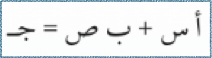 أ س + ب ص = جـ